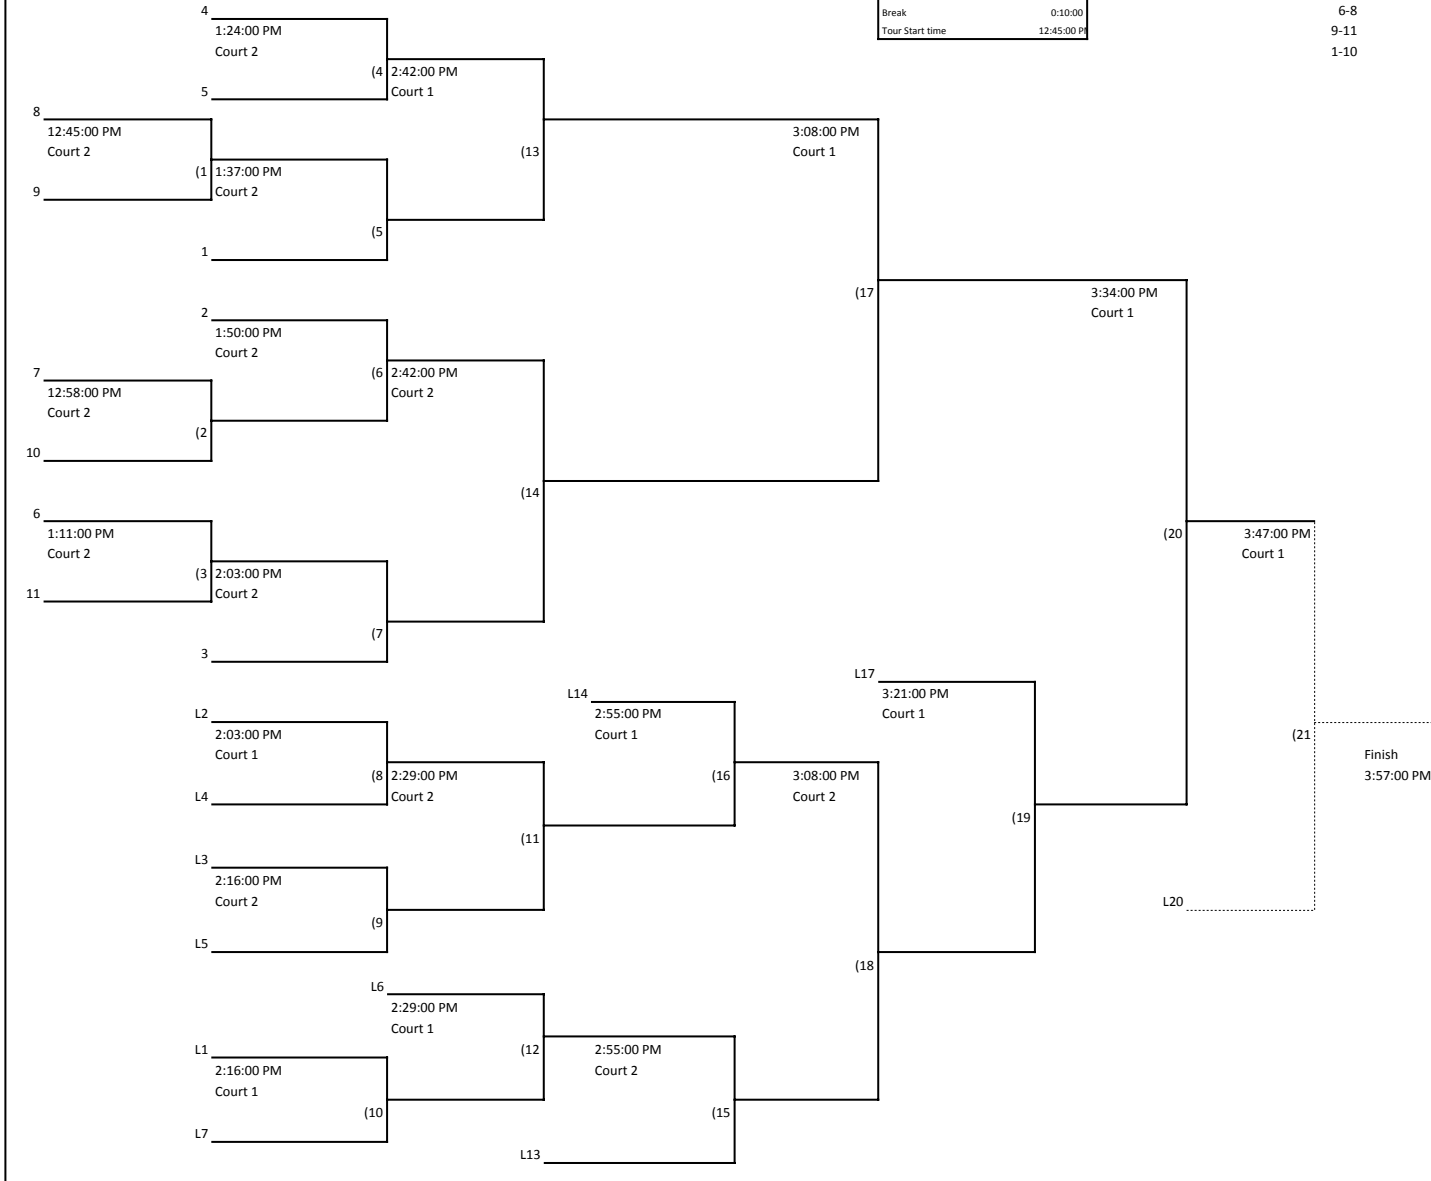 4
Break 0:10:00 6-8
1:24:00 PM Tour Start time 12:45:00 PM 9-11
Court 2 1-10
(4 2:42:00 PM
5 Court 1
8
12:45:00 PM 3:08:00 PM
Court 2 (13 Court 1
(1 1:37:00 PM
9 Court 2
(5
1
(17 3:34:00 PM
2 Court 1
1:50:00 PM
Court 2
7 (6 2:42:00 PM
12:58:00 PM Court 2
Court 2
(2
10
(14
6
1:11:00 PM (20 3:47:00 PM
Court 2 Court 1
(3 2:03:00 PM
11 Court 2
(7
3
L17
L14 3:21:00 PM
L2 2:55:00 PM Court 1
2:03:00 PM Court 1 (21
Court 1 Finish
(8 2:29:00 PM (16 3:08:00 PM 3:57:00 PM
L4 Court 2 Court 2
(19
(11
L3
2:16:00 PM
Court 2 L20
(9
L5
(18
L6
2:29:00 PM
Court 1
L1 (12 2:55:00 PM
2:16:00 PM Court 2
Court 1
(10 (15
L7
L13